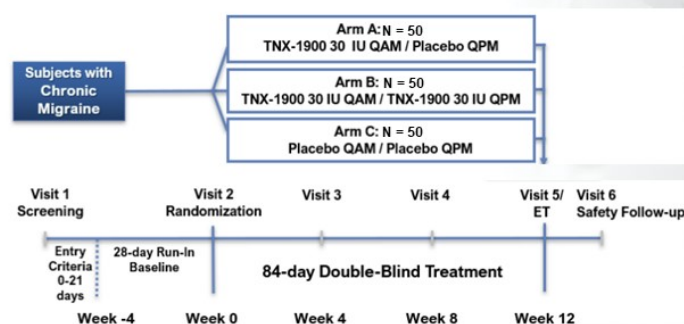 Arm A: N = 50
TNX-1900 30 IU QAM / Placebo QPM
Subjects with
Chronic
Migraine
Arm B: N = 50
TNX-1900 30 IU QAM / TNX-1900 30 IU QPM
Arm C: N = 50
Placebo QAM / Placebo QPM
Visit 1
Screening
Visit 2
Randomization
Visit 3
Visit 4
Visit 5/
ET
Visit 6
Safety Follow-up
Entry
Criteria
0-21
days
28-day Run-In
Baseline
84-day Double-Blind Treatment
Week -4
Week 0
Week 4
Week 8
Week 12